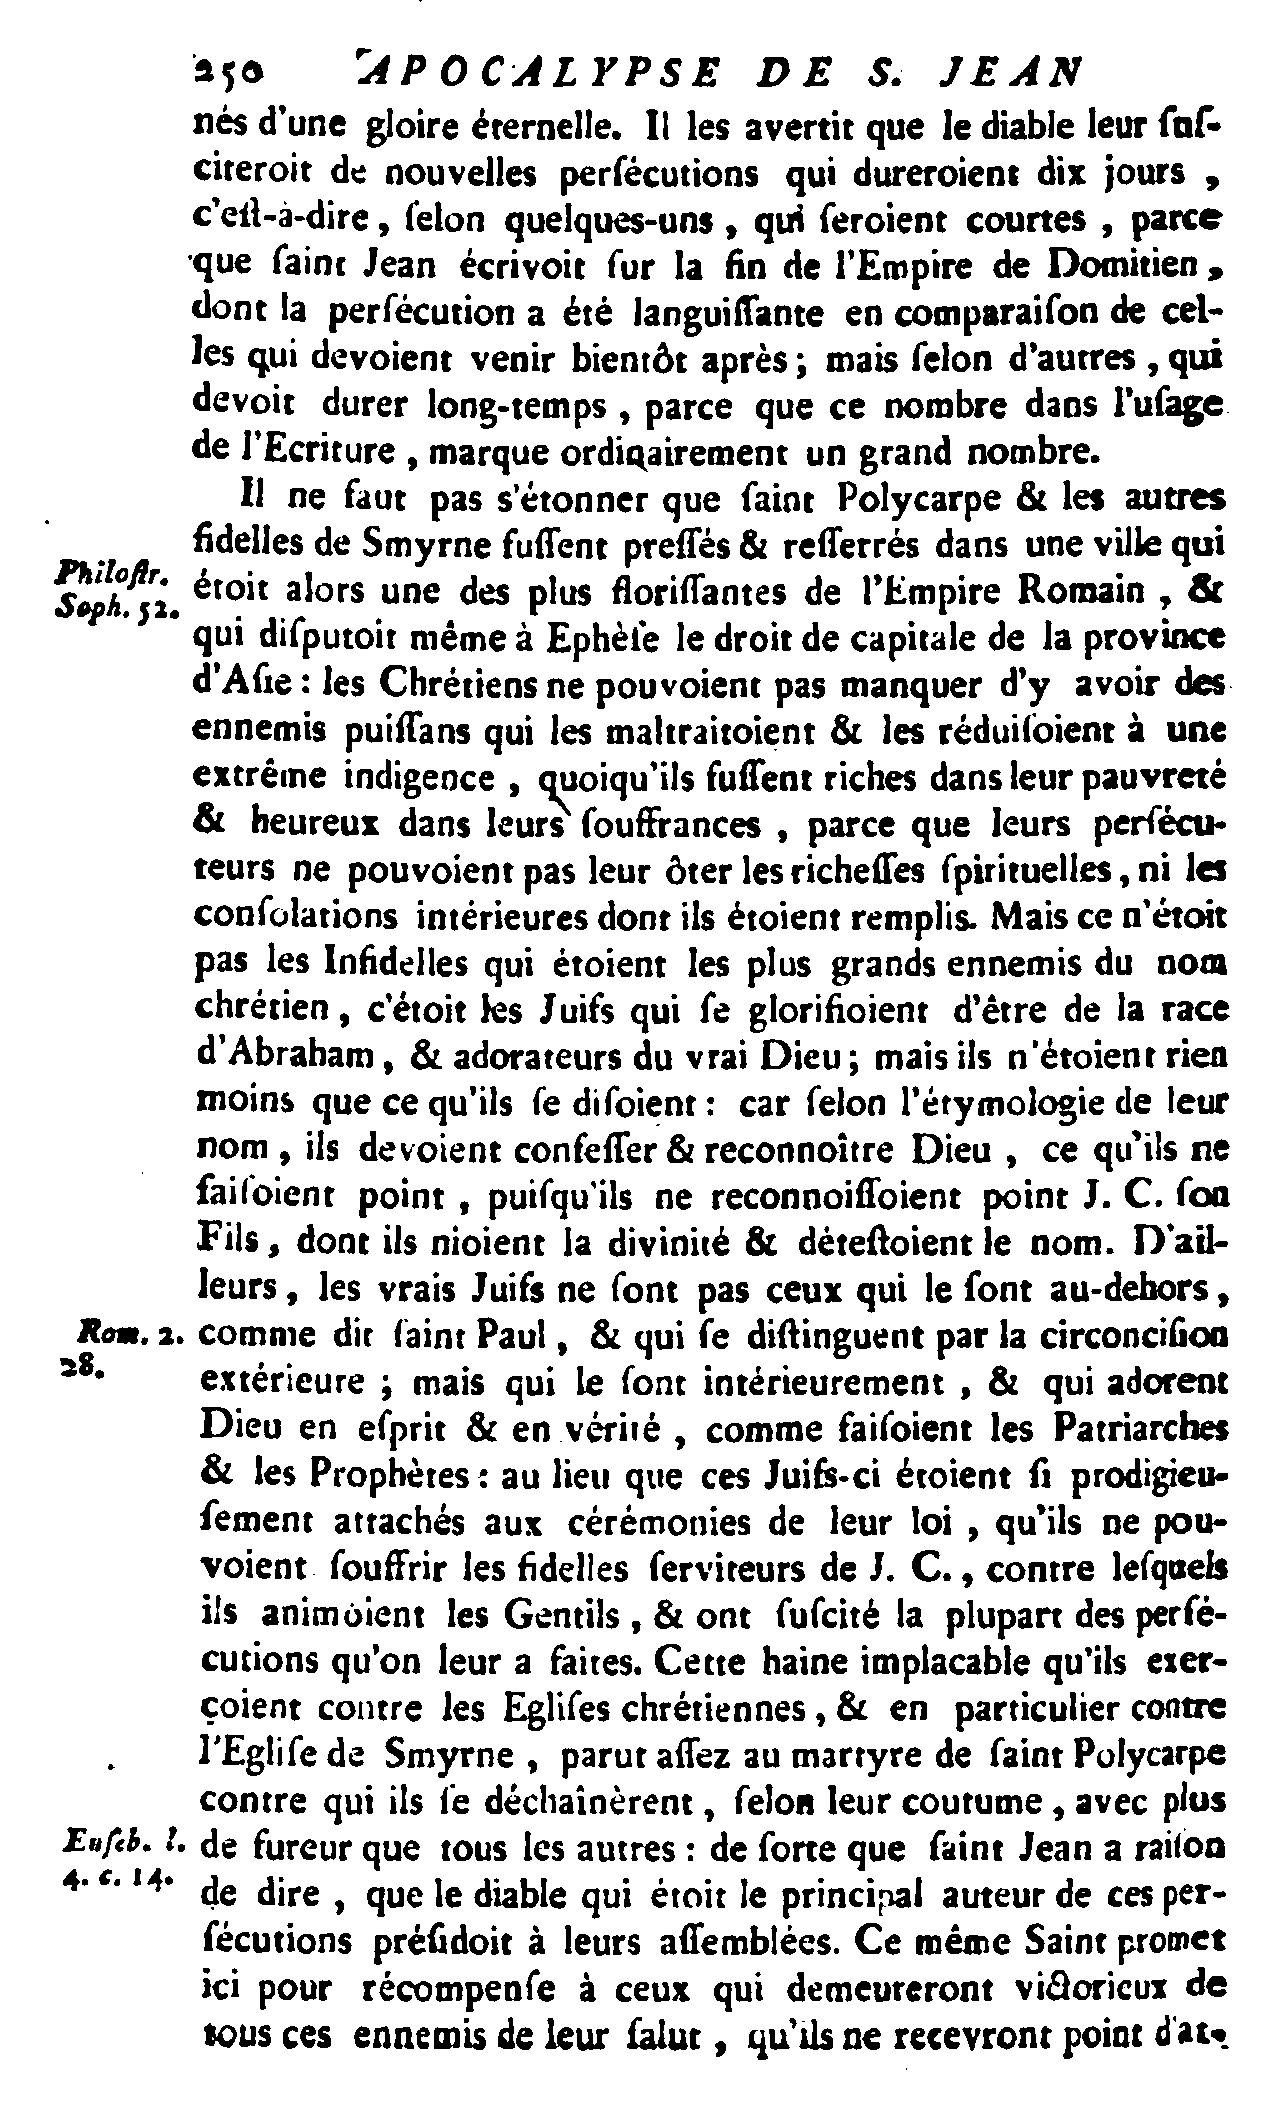 250 APOCALYPSE DE S. JEAN
nés d'une gloire éternelle. Il les avertit que le diable leur ſuſ-
citeroit de nouvelles perſécutions qui dureroient dix jours ,
c'eſt-à-dire, ſelon quelques-uns , qui ſeroient courtes , parce
que ſaint Jean écrivoit ſur la fin de l'Empire de Domitien ,
dont la perſécution a été languiſſante en comparaiſon de cel-
les qui devoient venir bientôt après ; mais ſelon d'autres , qui
devoit durer long-temps , parce que ce nombre dans l'uſage
de l'Ecriture , marque ordinairement un grand nombre.
Il ne faut pas s'étonner que ſaint Polycarpe & les autres
fidelles de Smyrne fuſſent preſſés & reſſerrés dans une ville qui
Philoſtr. étoit alors une des plus floriſſantes de l'Empire Romain , &
Soph. 52. qui diſputoit même à Ephèſe le droit de capitale de la province
d'Aſie : les Chrétiens ne pouvoient pas manquer d'y avoir des
ennemis puiſſans qui les maltraitoient & les réduiſoient à une
extrême indigence , quoiqu'ils fuſſent riches dans leur pauvreté
& heureux dans leurs ſouffrances , parce que leurs perſécu-
teurs ne pouvoient pas leur ôter les richeſſes ſpirituelles , ni les
conſolations intérieures dont ils étoient remplis. Mais ce n'étoit
pas les Infidelles qui étoient les plus grands ennemis du nom
chrétien , c'étoit les Juifs qui ſe glorifioient d'être de la race
d'Abraham , & adorateurs du vrai Dieu ; mais ils n'étoient rien
moins que ce qu'ils ſe diſoient : car ſelon l'étymologie de leur
nom , ils devoient confeſſer & reconnoître Dieu , ce qu'ils ne
faiſoient point , puiſqu'ils ne reconnoiſſoient point J. C. ſon
Fils , dont ils nioient la divinité & déteſtoient le nom. D'ail-
leurs , les vrais Juifs ne ſont pas ceux qui le ſont au-dehors ,
Rom. 2. comme dit ſaint Paul , & qui ſe diſtinguent par la circonciſion
28. extérieure ; mais qui le ſont intérieurement , & qui adorent
Dieu en eſprit & en vérité , comme faiſoient les Patriarches
& les Prophètes : au lieu que ces Juifs-ci étoient ſi prodigieu-
ſement attachés aux cérémonies de leur loi , qu'ils ne pou-
voient ſouffrir les fidelles ſerviteurs de J. C. , contre leſquels
ils animoient les Gentils , & ont ſuſcité la plupart des perſé-
cutions qu'on leur a faites. Cette haine implacable qu'ils exer-
çoient contre les Egliſes chrétiennes , & en particulier contre
l'Egliſe de Smyrne , parut aſſez au martyre de ſaint Polycarpe
contre qui ils ſe déchaînèrent , ſelon leur coutume , avec plus
Euſeb. l. de fureur que tous les autres : de ſorte que ſaint Jean a raiſon
4. c. 14. de dire , que le diable qui étoit le principal auteur de ces per-
ſécutions préſidoit à leurs aſſemblées. Ce même Saint promet
ici pour récompenſe à ceux qui demeureront victorieux de
tous ces ennemis de leur ſalut , qu'ils ne recevront point d'at-